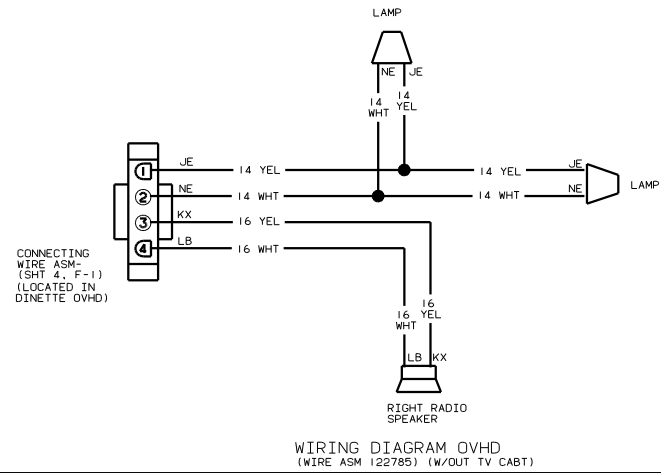 LAMP
NE JE
14 WHT
14 YEL
1 JE 14 YEL 14 YEL JE
2 NE 14 WHT 14 WHT NE
LAMP
3 KX 16 YEL
4 LB 16 WHT
CONNECTING
WIRE ASM-
(SHT 4, F-1)
(LOCATED IN
DINETTE OVHD)
16 WHT
16 YEL
LB KX
RIGHT RADIO
SPEAKER
WIRING DIAGRAM OVHD
(WIRE ASM 122785) (W/OUT TV CABT)